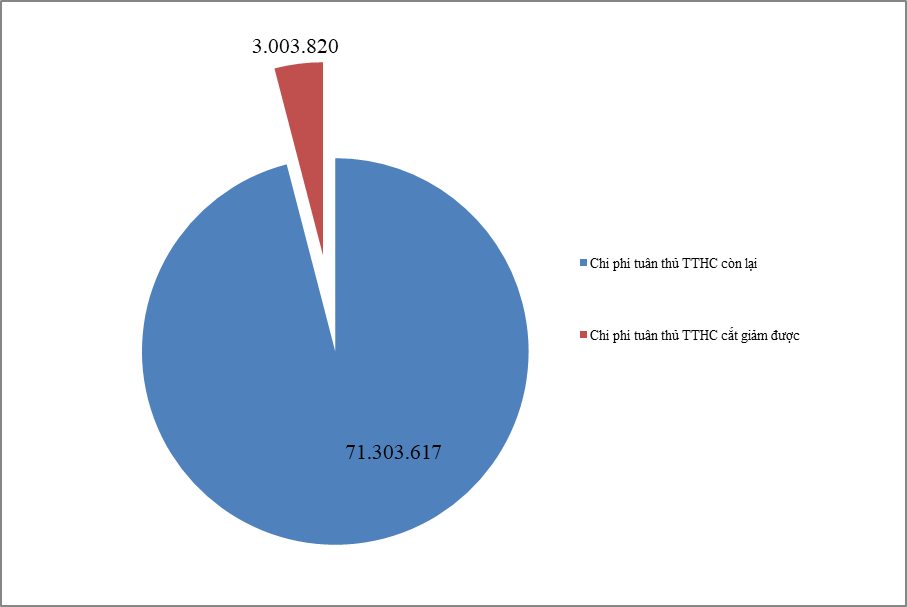 3.003.820
Chi phí tuân thủ TTHC còn lại
Chi phí tuân thủ TTHC cắt giảm được
71.303.617